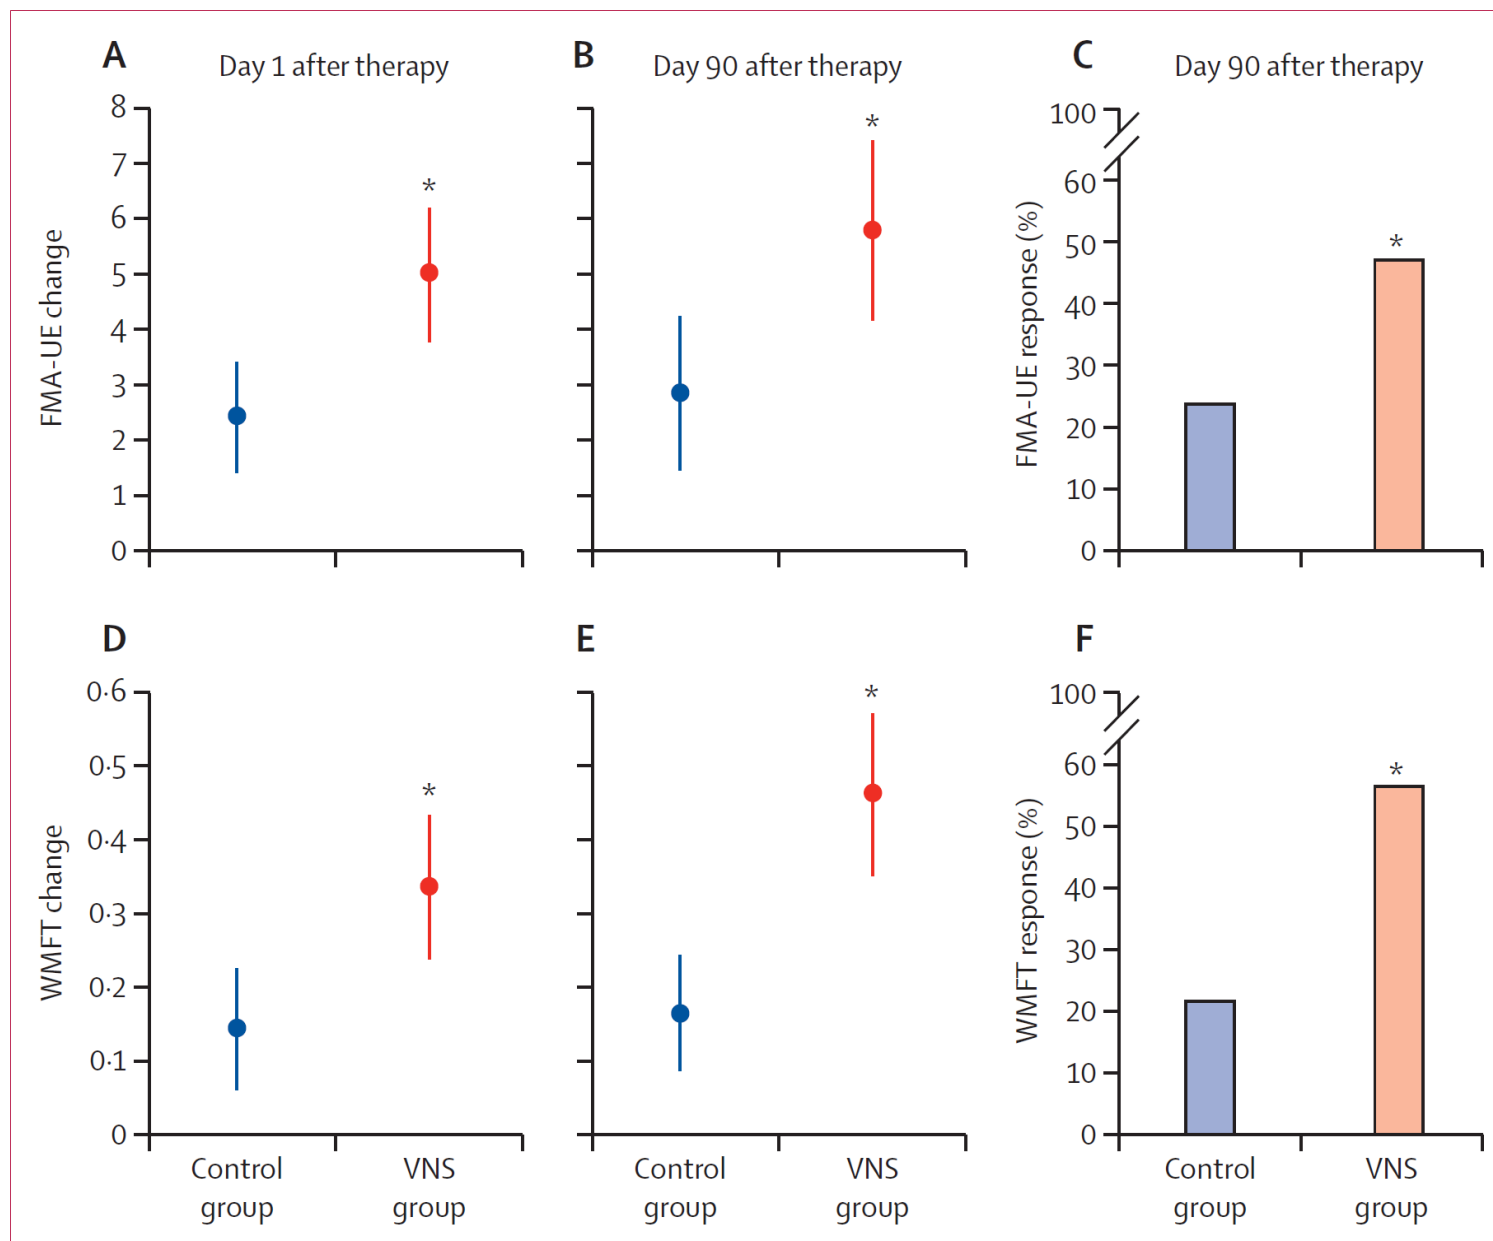 A Day 1 after therapy
8
7
6
5
4
3
2
1
0
FMA-UE change
*
B Day 90 after therapy
*
C Day 90 after therapy
100
60
50
40
30
20
10
0
FMA-UE response (%)
*
D
0·6
0·5
0·4
0·3
0·2
0·1
0
WMFT change
*
Control
group
VNS
group
E
*
Control
group
VNS
group
F
100
60
50
40
30
20
10
0
WMFT response (%)
*
Control
group
VNS
group